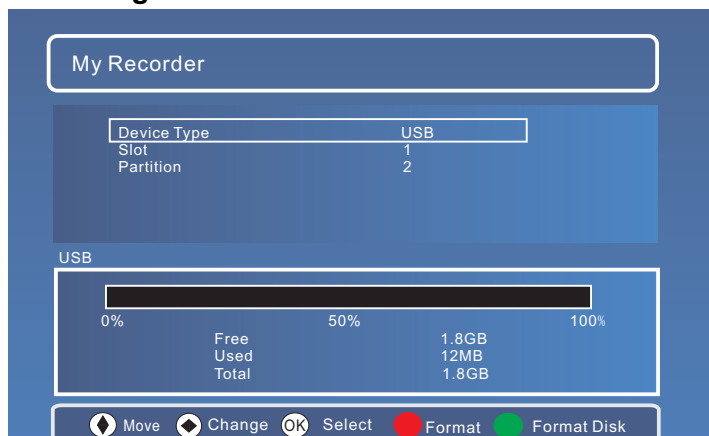 My Recorder
Device Type USB
Slot 1
Partition 2
USB
0% 50% 100%
Free 1.8GB
Used 12MB
Total 1.8GB
Move Change OK Select Format Format Disk